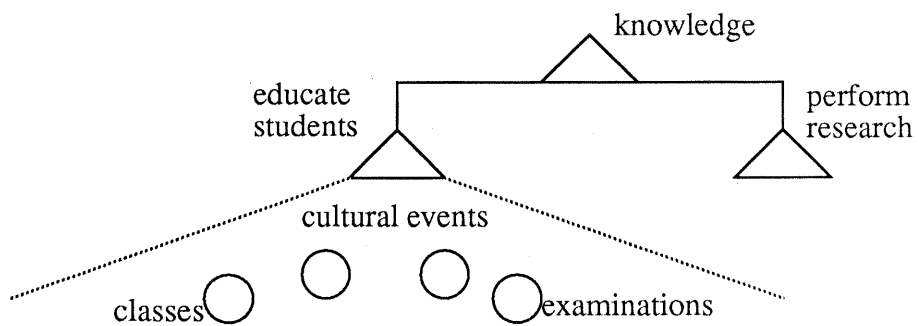 knowledge
educate
students
perform
research
cultural events
classes
examinations